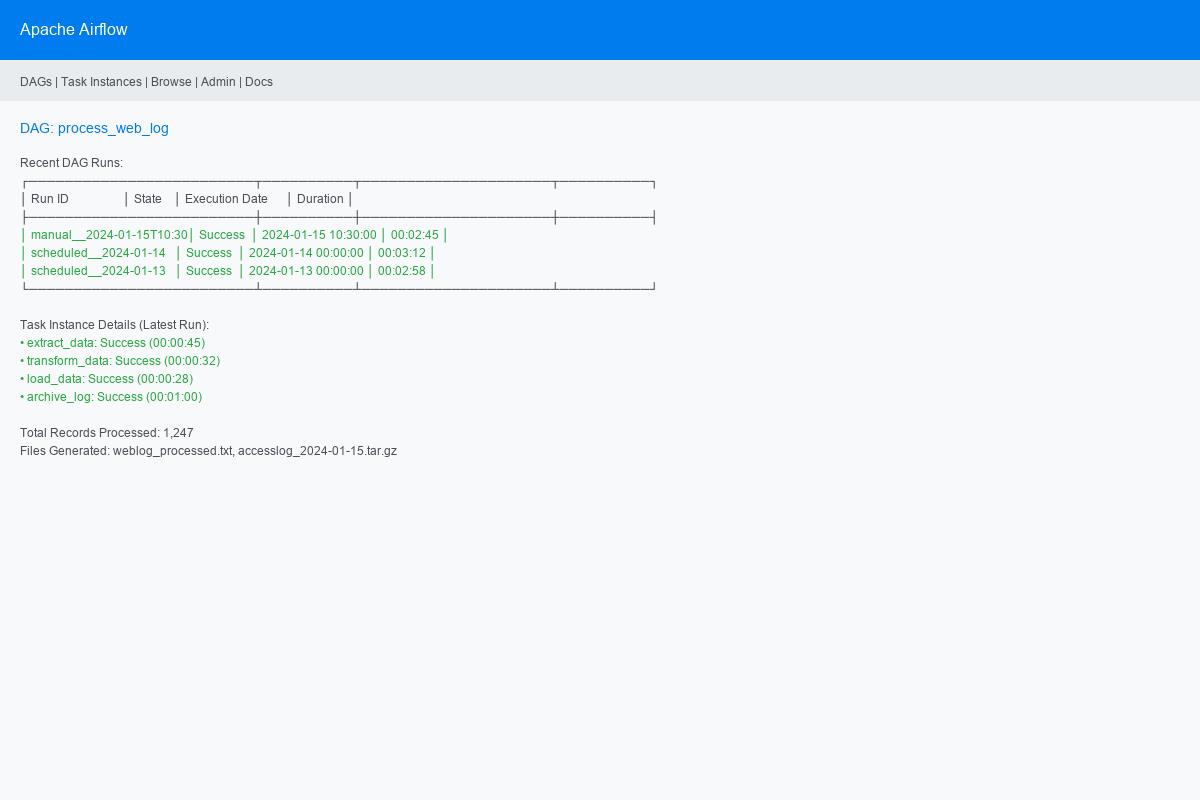 Apache Airflow
DAGs | Task Instances | Browse | Admin | Docs
DAG: process_web_log
Recent DAG Runs:
│ Run ID │ State │ Execution Date │ Duration │
│ manual__2024-01-15T10:30│ Success │ 2024-01-15 10:30:00 │ 00:02:45 │
│ scheduled__2024-01-14 │ Success │ 2024-01-14 00:00:00 │ 00:03:12 │
│ scheduled__2024-01-13 │ Success │ 2024-01-13 00:00:00 │ 00:02:58 │
Task Instance Details (Latest Run):
• extract_data: Success (00:00:45)
• transform_data: Success (00:00:32)
• load_data: Success (00:00:28)
• archive_log: Success (00:01:00)
Total Records Processed: 1,247
Files Generated: weblog_processed.txt, accesslog_2024-01-15.tar.gz